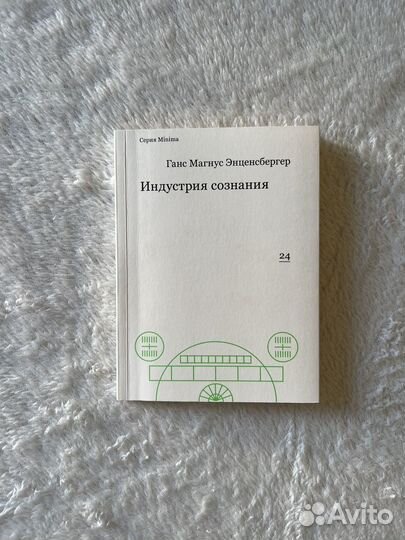 Серия Minima
Ганс Магнус Энценсбергер
Индустрия сознания
24
Avito